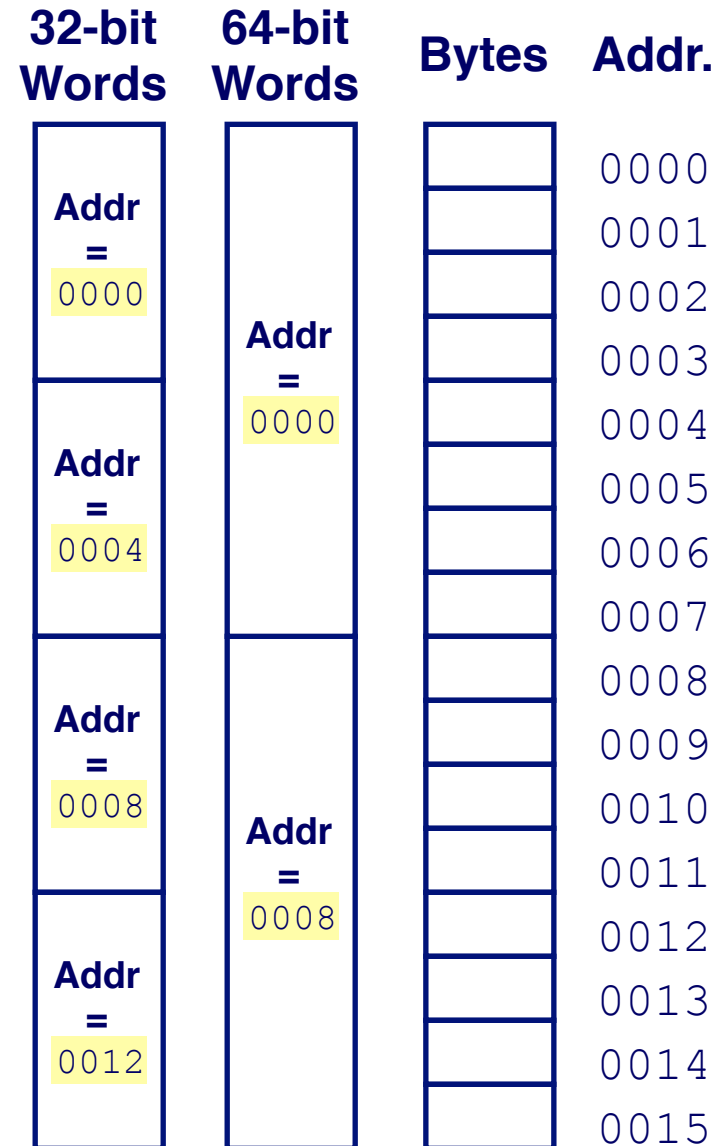 32-bit Words
64-bit Words
Bytes
Addr.
Addr
=
0000
Addr
=
0004
Addr
=
0008
Addr
=
0012
Addr
=
0000
Addr
=
0008
0000
0001
0002
0003
0004
0005
0006
0007
0008
0009
0010
0011
0012
0013
0014
0015